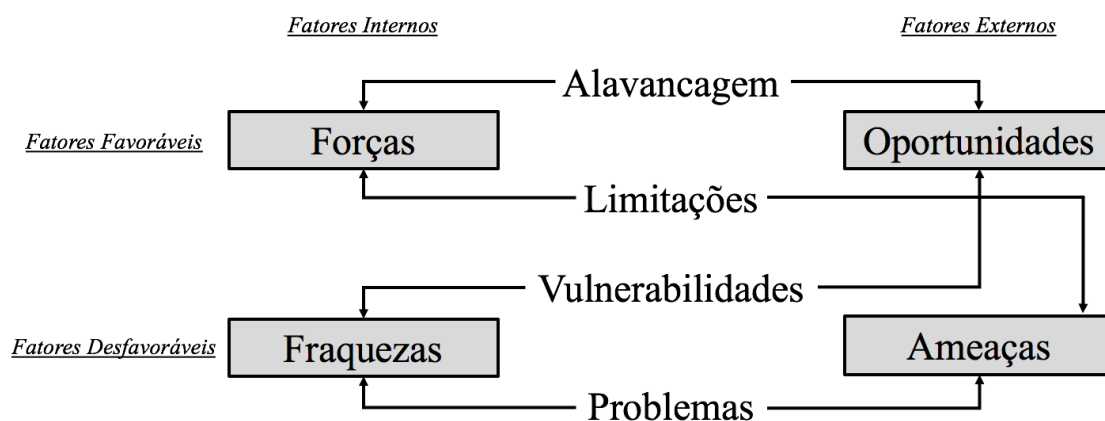 Fatores Internos
Fatores Externos
Alavancagem
Fatores Favoráveis
Forças
Oportunidades
Limitações
Vulnerabilidades
Fatores Desfavoráveis
Fraquezas
Ameaças
Problemas